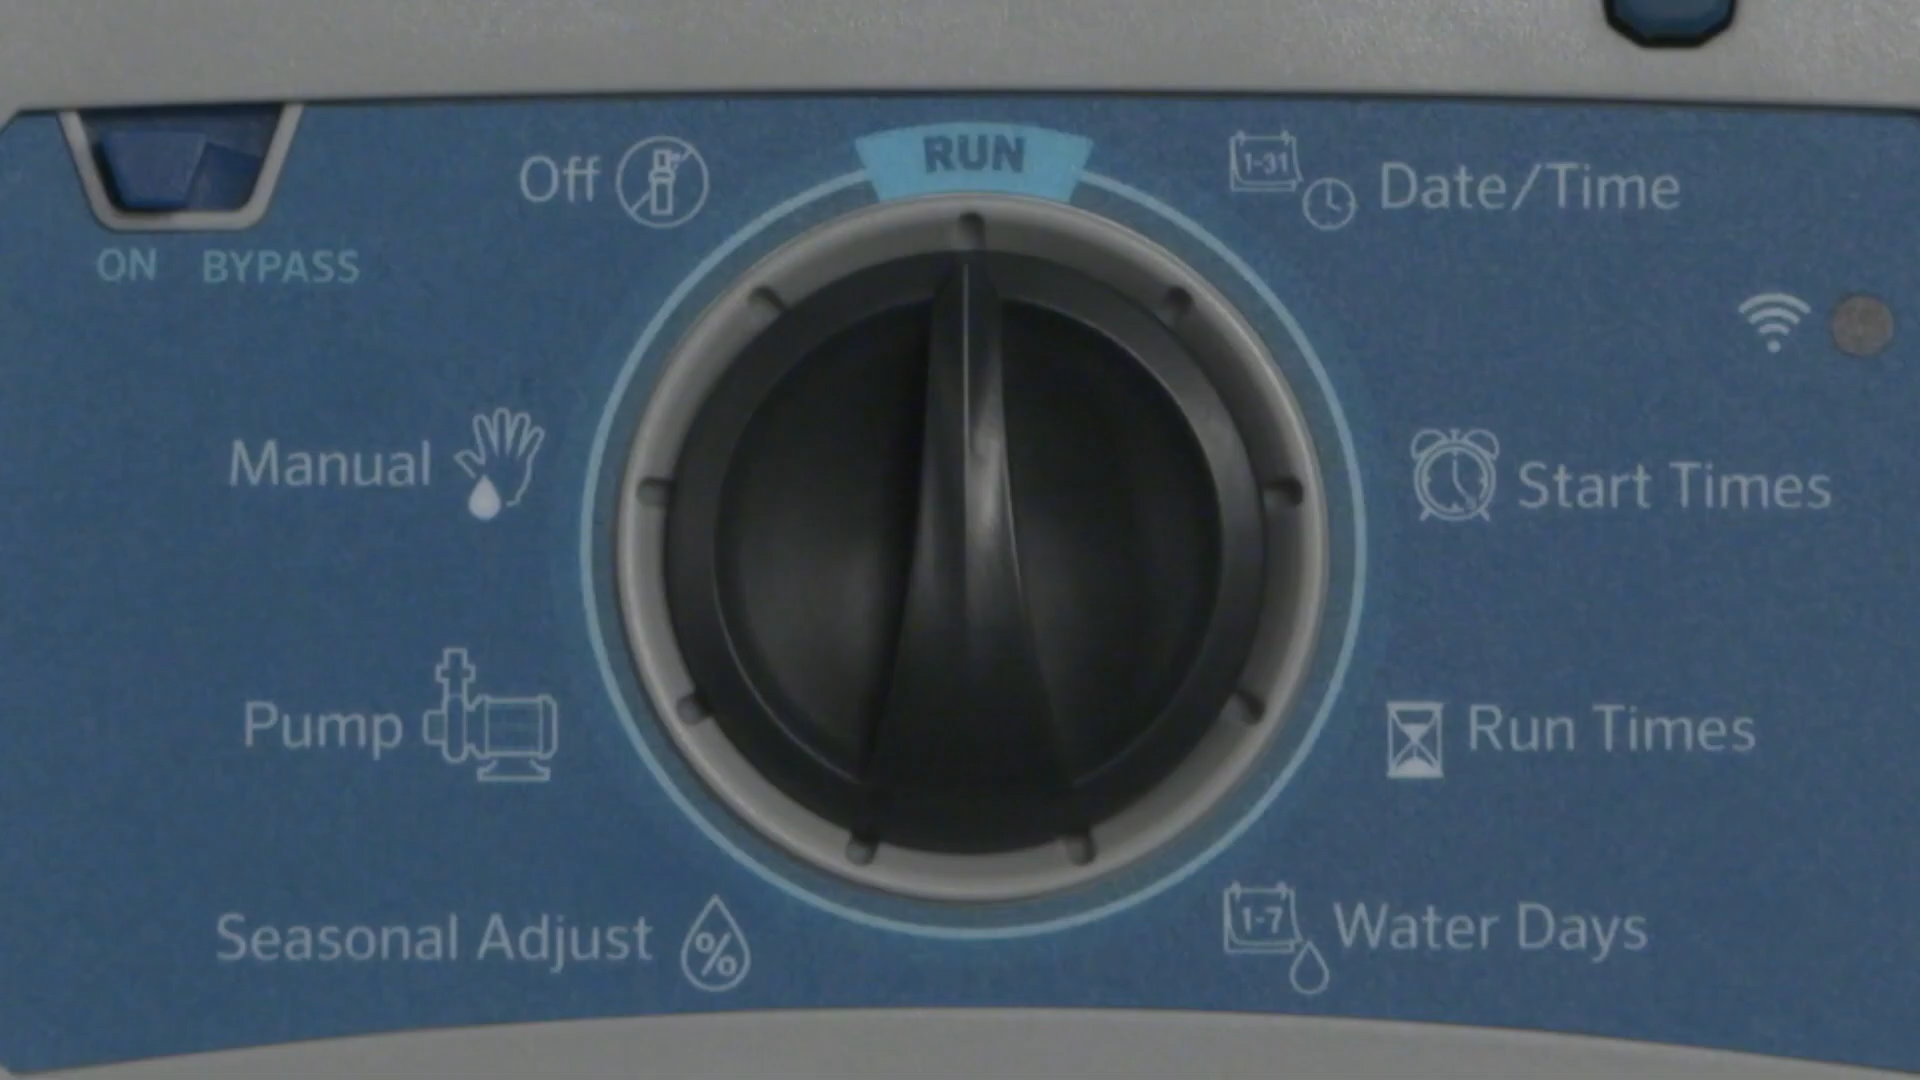 RUN
Off
1-31
Date/Time
ON BYPASS
Manual
Start Times
Pump
Run Times
Seasonal Adjust
%
1-7
Water Days